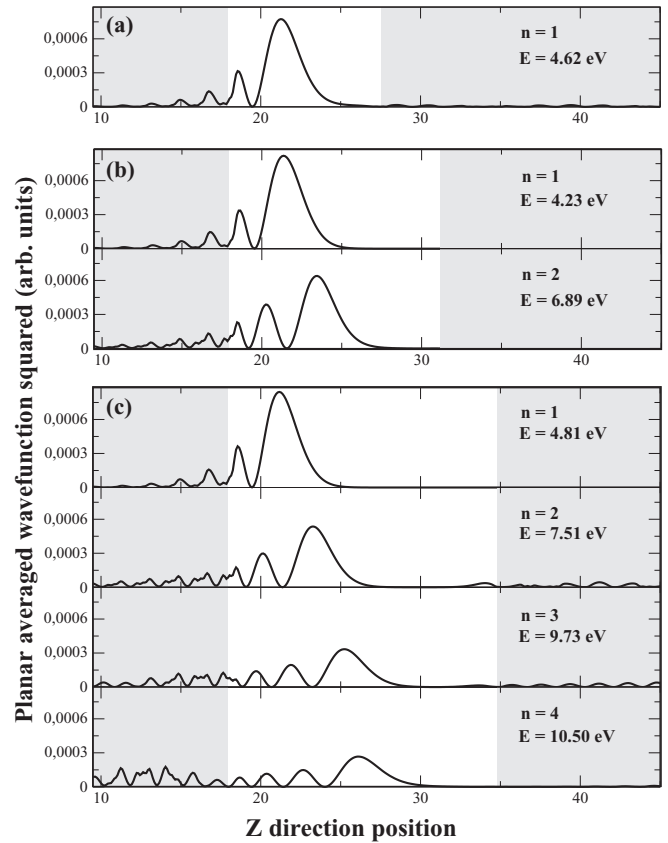 Planar averaged wavefunction squared (arb. units)
(a)
n = 1
E = 4.62 eV
0,0006
0,0003
0
10 20 30 40
(b)
n = 1
E = 4.23 eV
0,0006
0,0003
0
n = 2
E = 6.89 eV
0,0006
0,0003
0
10 20 30 40
(c)
n = 1
E = 4.81 eV
0,0006
0,0003
0
n = 2
E = 7.51 eV
0,0006
0,0003
0
n = 3
E = 9.73 eV
0,0006
0,0003
0
n = 4
E = 10.50 eV
0,0006
0,0003
0
10 20 30 40
Z direction position